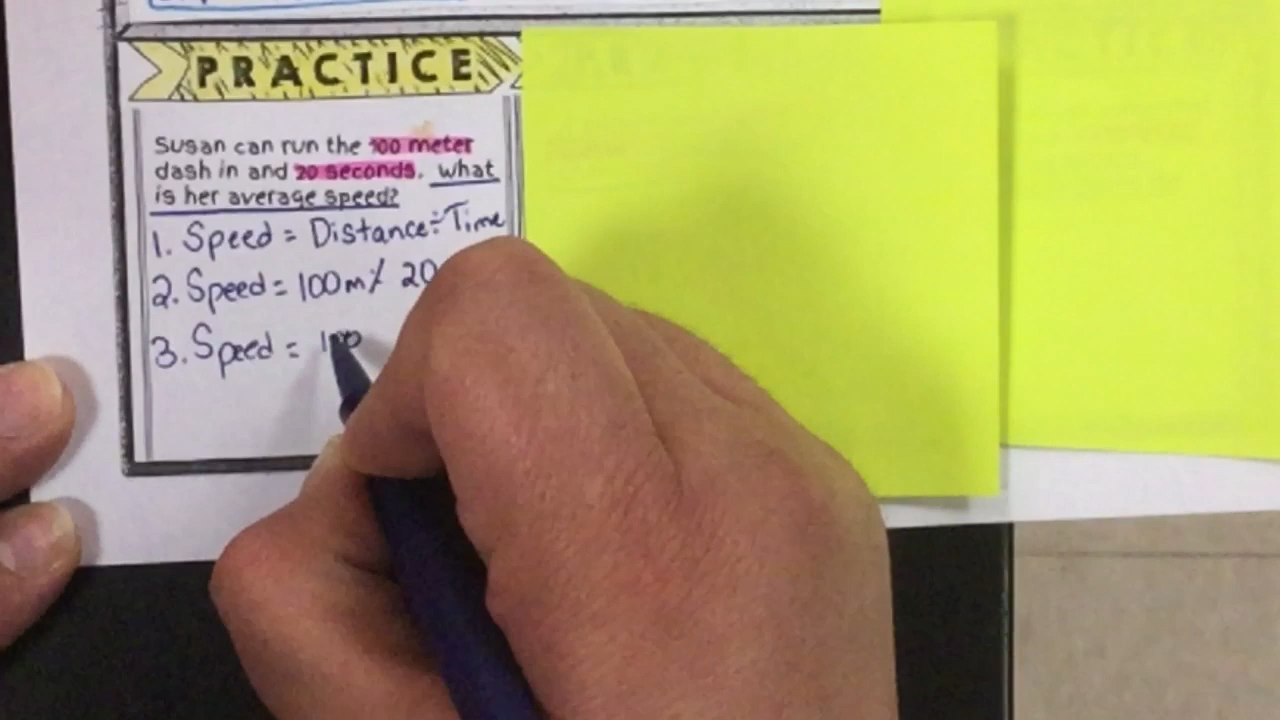 PRACTICE
Susan can run the 100 meter
dash in and 20 seconds. What
is her average speed?
1. Speed = Distance÷Time
2. Speed = 100m÷ 20
3. Speed = 100